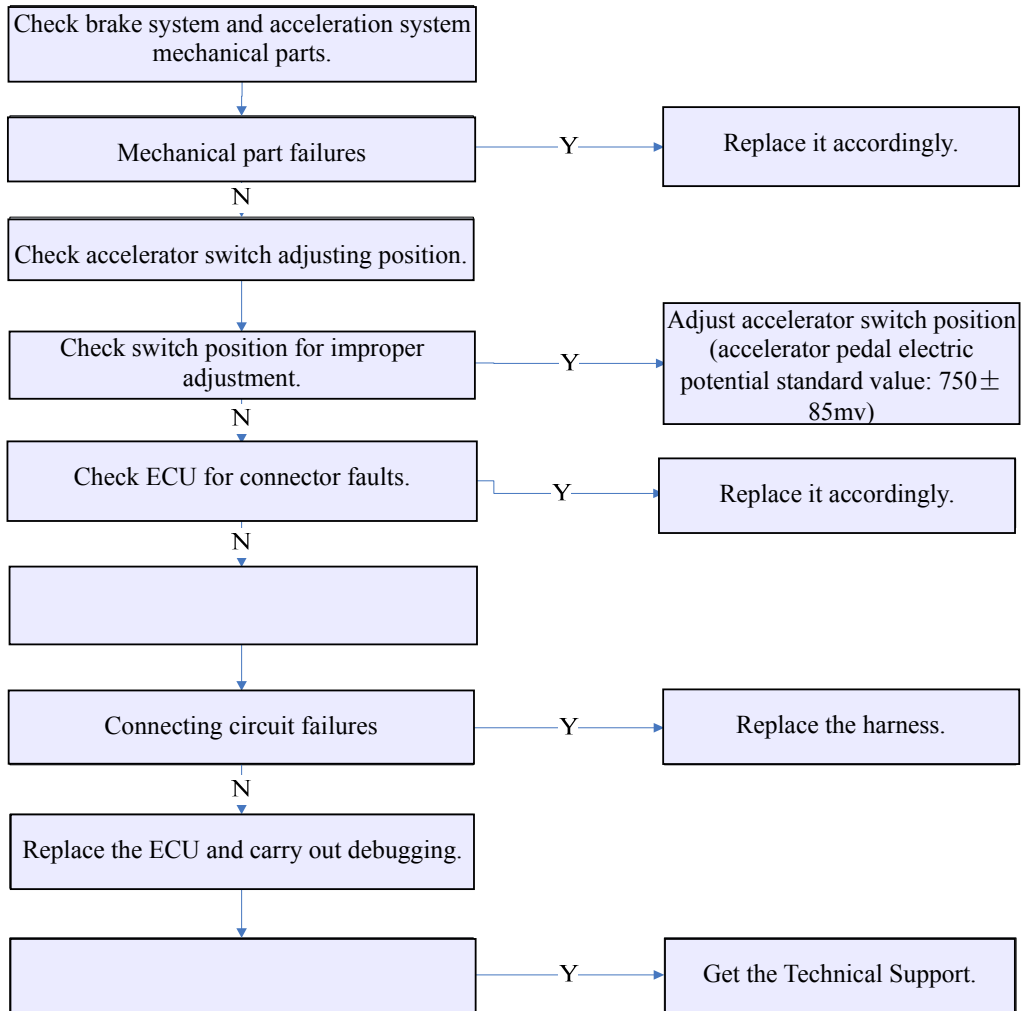 Check brake system and acceleration system
mechanical parts.
Mechanical part failures
Y
Replace it accordingly.
N
Check accelerator switch adjusting position.
Check switch position for improper
adjustment.
Y
Adjust accelerator switch position
(accelerator pedal electric
potential standard value: 750±
85mv)
N
Check ECU for connector faults.
Y
Replace it accordingly.
N
Connecting circuit failures
Y
Replace the harness.
N
Replace the ECU and carry out debugging.
Y
Get the Technical Support.